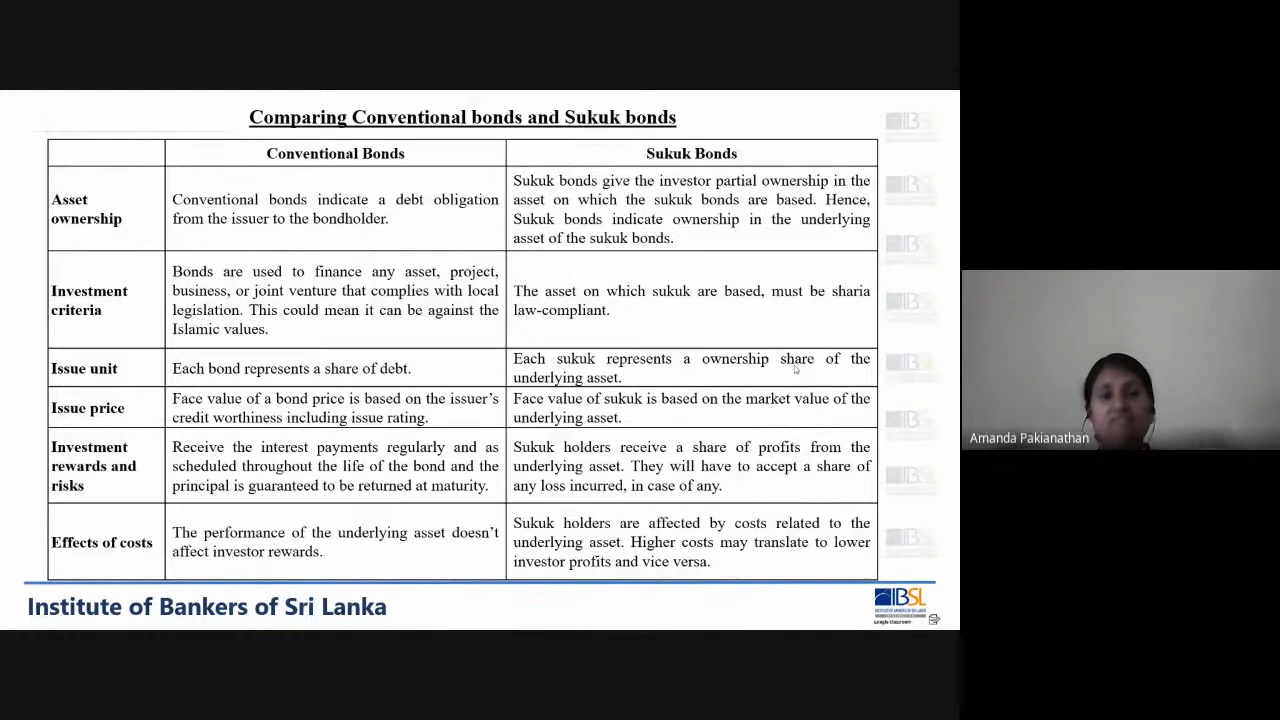 Comparing Conventional bonds and Sukuk bonds
Conventional Bonds
Sukuk Bonds
Asset
ownership
Conventional bonds indicate a debt obligation
from the issuer to the bondholder.
Sukuk bonds give the investor partial ownership in the
asset on which the sukuk bonds are based. Hence,
Sukuk bonds indicate ownership in the underlying
asset of the sukuk bonds.
Investment
criteria
Bonds are used to finance any asset, project,
business, or joint venture that complies with local
legislation. This could mean it can be against the
Islamic values.
The asset on which sukuk are based, must be sharia
law-compliant.
Issue unit
Each bond represents a share of debt.
Each sukuk represents a ownership share of the
underlying asset.
Issue price
Face value of a bond price is based on the issuer's
credit worthiness including issue rating.
Face value of sukuk is based on the market value of the
underlying asset.
Investment
rewards and
risks
Receive the interest payments regularly and as
scheduled throughout the life of the bond and the
principal is guaranteed to be returned at maturity.
Sukuk holders receive a share of profits from the
underlying asset. They will have to accept a share of
any loss incurred, in case of any.
Effects of costs
The performance of the underlying asset doesn't
affect investor rewards.
Sukuk holders are affected by costs related to the
underlying asset. Higher costs may translate to lower
investor profits and vice versa.
Institute of Bankers of Sri Lanka
IBSL
Google Classroom
Amanda Pakianathan